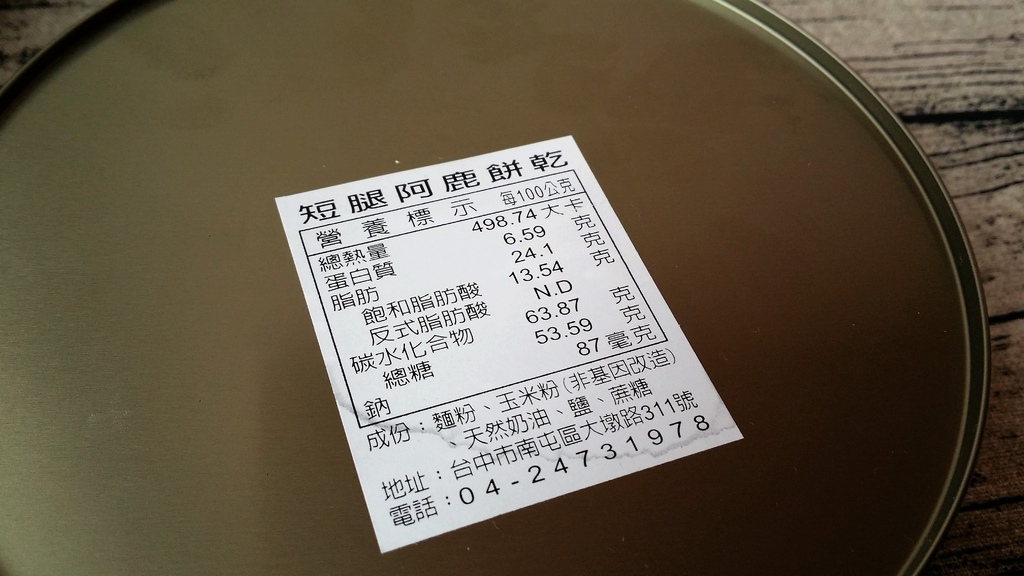 短腿阿鹿餅乾
營養標示 每100公克
總熱量 498.74 大卡
蛋白質 6.59 克
脂肪 24.1 克
飽和脂肪酸 13.54 克
反式脂肪酸 N.D
碳水化合物 63.87 克
總糖 53.59 克
鈉 87 毫克
成份：麵粉、玉米粉(非基因改造)
天然奶油、鹽、蔗糖
地址：台中市南屯區大墩路311號
電話：04-24731978